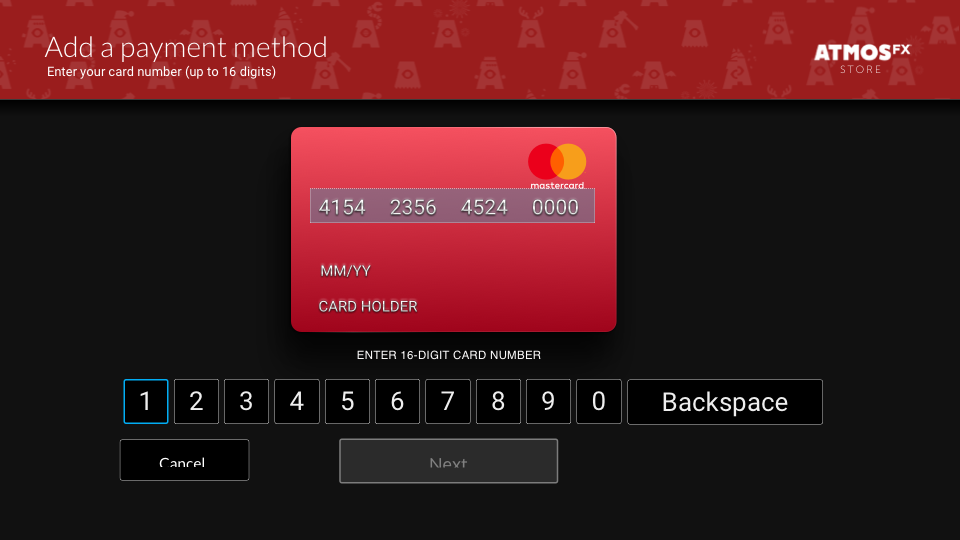 Add a payment method
Enter your card number (up to 16 digits)
ATMOSFX
STORE
mastercard.
4154 2356 4524 0000
MM/YY
CARD HOLDER
ENTER 16-DIGIT CARD NUMBER
1 2 3 4 5 6 7 8 9 0 Backspace
Cancel Next